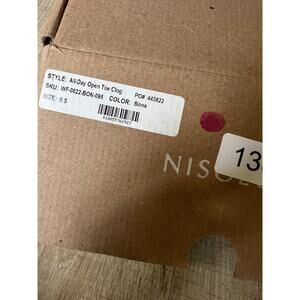 STYLE: All-Day Open Toe Clog
PO# 445822
SKU: WF-0022-BON-095 COLOR: Bone
SIZE: 9.5
NISOL
13